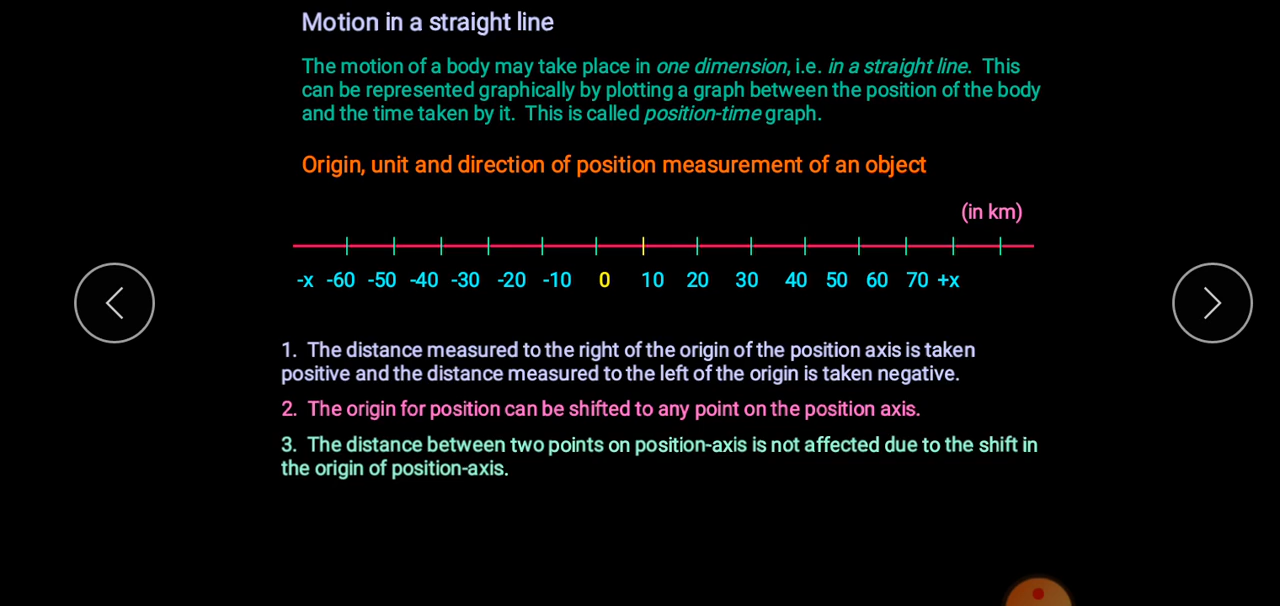 Motion in a straight line
The motion of a body may take place in one dimension, i.e. in a straight line. This
can be represented graphically by plotting a graph between the position of the body
and the time taken by it. This is called position-time graph.
Origin, unit and direction of position measurement of an object
(in km)
-x -60 -50 -40 -30 -20 -10 0 10 20 30 40 50 60 70 +x
1. The distance measured to the right of the origin of the position axis is taken
positive and the distance measured to the left of the origin is taken negative.
2. The origin for position can be shifted to any point on the position axis.
3. The distance between two points on position-axis is not affected due to the shift in
the origin of position-axis.